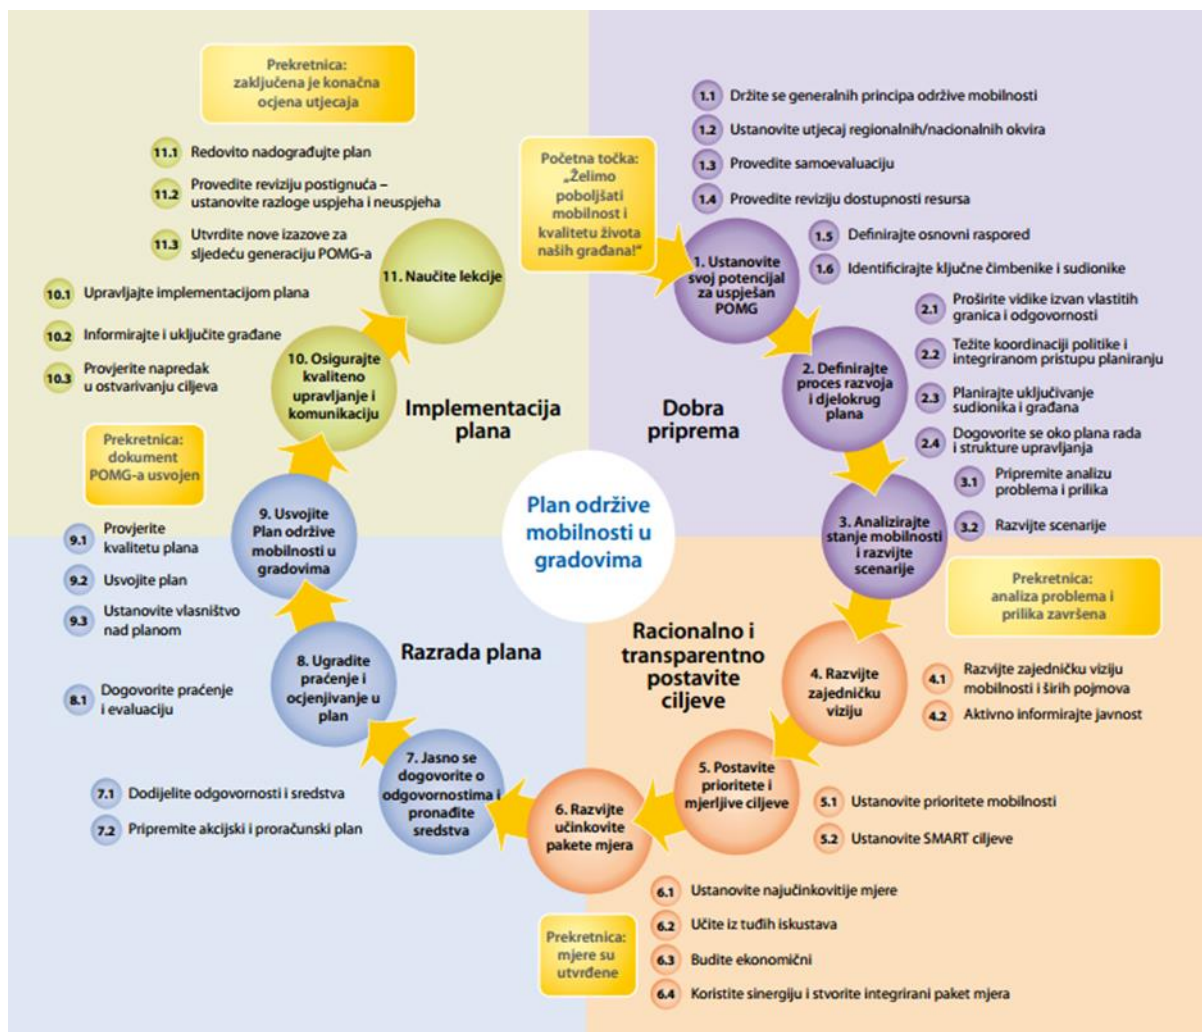 Prekretnica:
zaključena je konačna
ocjena utjecaja
11.1 Redovito nadograđujte plan
11.2 Provedite reviziju postignuća –
ustanovite razloge uspjeha i neuspjeha
11.3 Utvrdite nove izazove za
sljedeću generaciju POMG-a
11. Naučite lekcije
10.1 Upravljajte implementacijom plana
10.2 Informirajte i uključite građane
10.3 Provjerite napredak
u ostvarivanju ciljeva
10. Osigurajte
kvaliteno
upravljanje i
komunikaciju
Implementacija
plana
Početna točka:
„Želimo
poboljšati
mobilnost i
kvalitetu života
naših građana!“
1.1 Držite se generalnih principa održive mobilnosti
1.2 Ustanovite utjecaj regionalnih/nacionalnih okvira
1.3 Provedite samoevaluaciju
1.4 Provedite reviziju dostupnosti resursa
1.5 Definirajte osnovni raspored
1.6 Identificirajte ključne čimbenike i sudionike
1. Ustanovite
svoj potencijal
za uspješan
POMG
2.1 Proširite vidike izvan vlastitih
granica i odgovornosti
2.2 Težite koordinaciji politike i
integriranom pristupu planiranju
2.3 Planirajte uključivanje
sudionika i građana
2.4 Dogovorite se oko plana rada
i strukture upravljanja
2. Definirajte
proces razvoja
i djelokrug
plana
Dobra
priprema
3.1 Pripremite analizu
problema i prilika
3.2 Razvijte scenarije
3. Analizirajte
stanje mobilnosti
i razvijte
scenarije
Prekretnica:
analiza problema i
prilika završena
Plan održive
mobilnosti u
gradovima
Prekretnica:
dokument
POMG-a usvojen
9. Usvojite
Plan održive
mobilnosti u
gradovima
9.1 Provjerite
kvalitetu plana
9.2 Usvojite plan
9.3 Ustanovite vlasništvo
nad planom
8. Ugradite
praćenje i
ocjenjivanje u
plan
8.1 Dogovorite praćenje
i evaluaciju
Razrada plana
7. Jasno se
dogovorite o
odgovornostima i
pronađite
sredstva
7.1 Dodijelite odgovornosti i sredstva
7.2 Pripremite akcijski i proračunski plan
Racionalno i
transparentno
postavite
ciljeve
4. Razvijte
zajedničku
viziju
4.1 Razvijte zajedničku viziju
mobilnosti i širih pojmova
4.2 Aktivno informirajte javnost
5. Postavite
prioritete i
mjerljive ciljeve
5.1 Ustanovite prioritete mobilnosti
5.2 Ustanovite SMART ciljeve
6. Razvijte
učinkovite
pakete mjera
6.1 Ustanovite najučinkovitije mjere
6.2 Učite iz tuđih iskustava
6.3 Budite ekonomični
6.4 Koristite sinergiju i stvorite integrirani paket mjera
Prekretnica:
mjere su
utvrđene